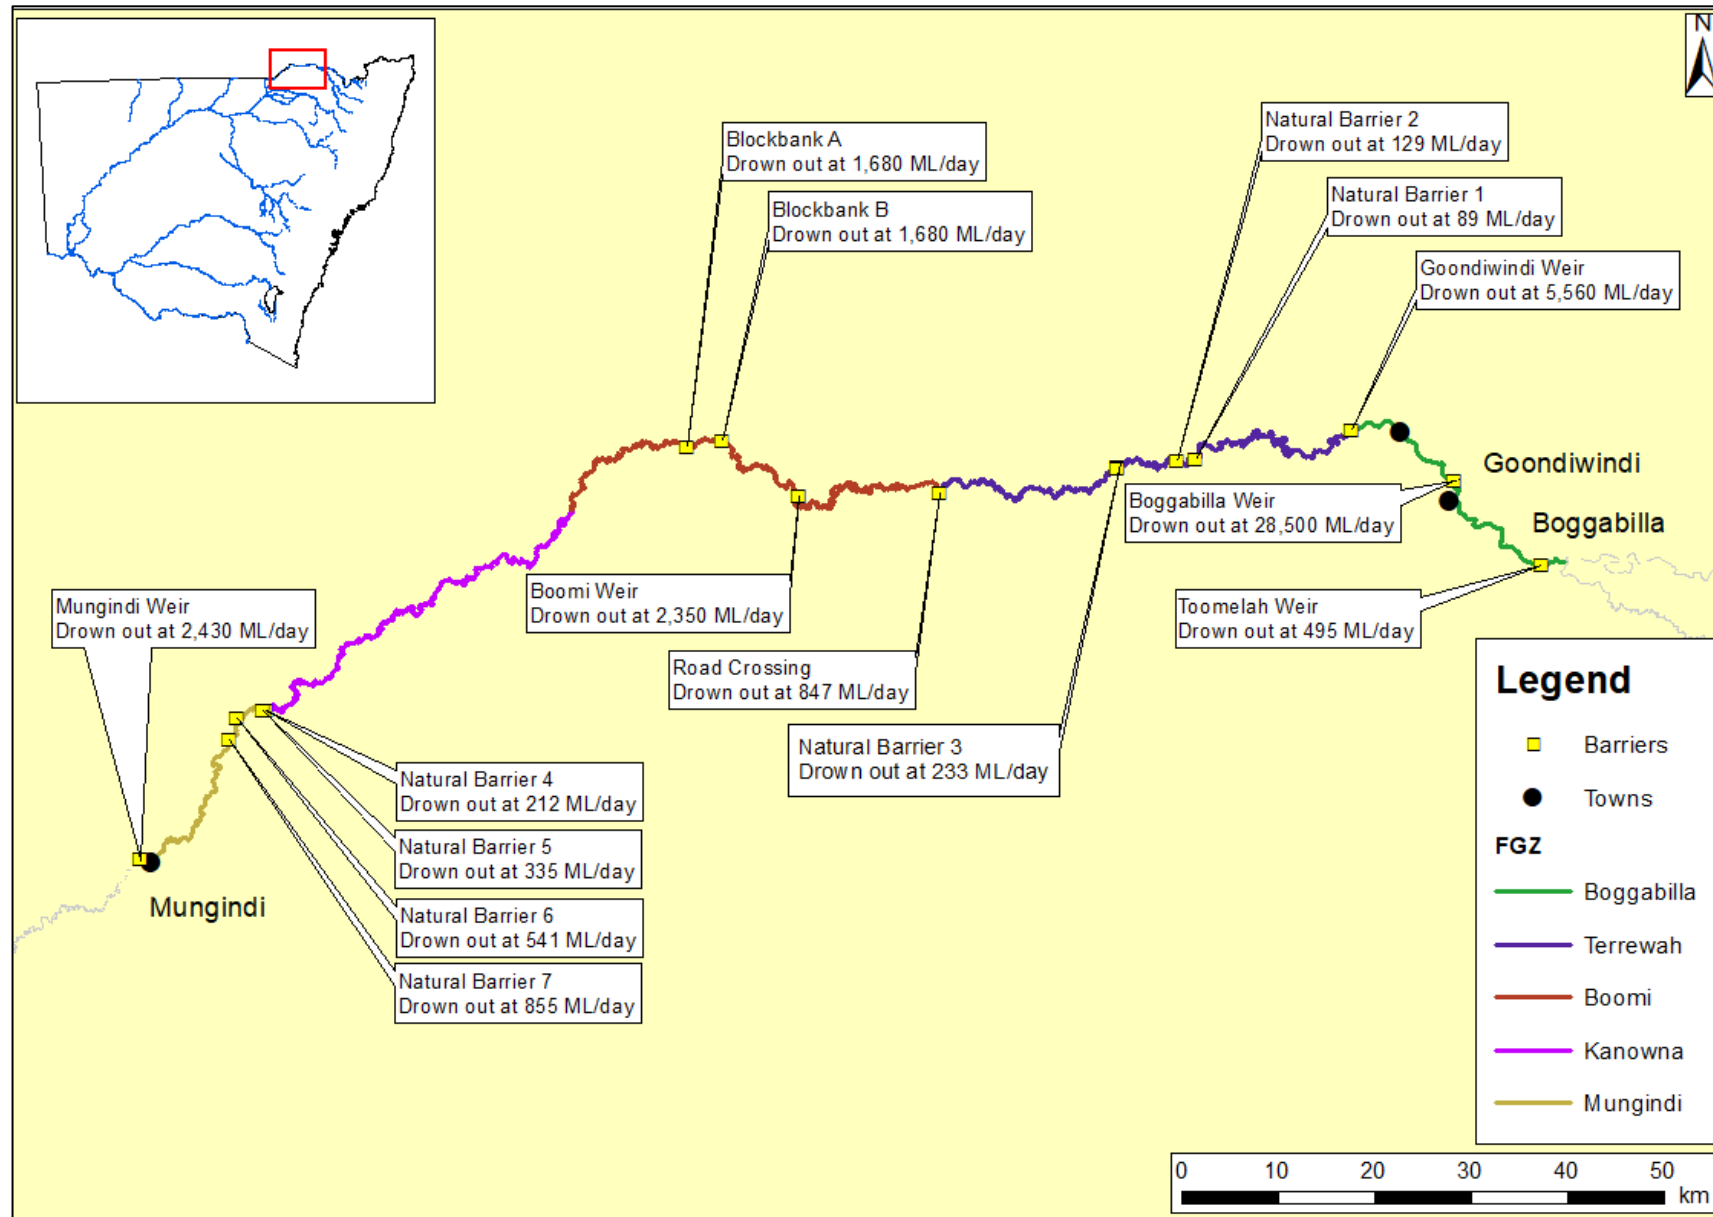 N
Natural Barrier 2
Drown out at 129 ML/day
Blockbank A
Drown out at 1,680 ML/day
Natural Barrier 1
Drown out at 89 ML/day
Blockbank B
Drown out at 1,680 ML/day
Goondiwindi Weir
Drown out at 5,560 ML/day
Goondiwindi
Boggabilla Weir
Drown out at 28,500 ML/day
Boggabilla
Boomi Weir
Drown out at 2,350 ML/day
Mungindi Weir
Drown out at 2,430 ML/day
Toomelah Weir
Drown out at 495 ML/day
Road Crossing
Drown out at 847 ML/day
Natural Barrier 3
Drown out at 233 ML/day
Natural Barrier 4
Drown out at 212 ML/day
Natural Barrier 5
Drown out at 335 ML/day
Mungindi
Natural Barrier 6
Drown out at 541 ML/day
Natural Barrier 7
Drown out at 855 ML/day
Legend
Barriers
Towns
FGZ
Boggabilla
Terrewah
Boomi
Kanowna
Mungindi
0 10 20 30 40 50
km